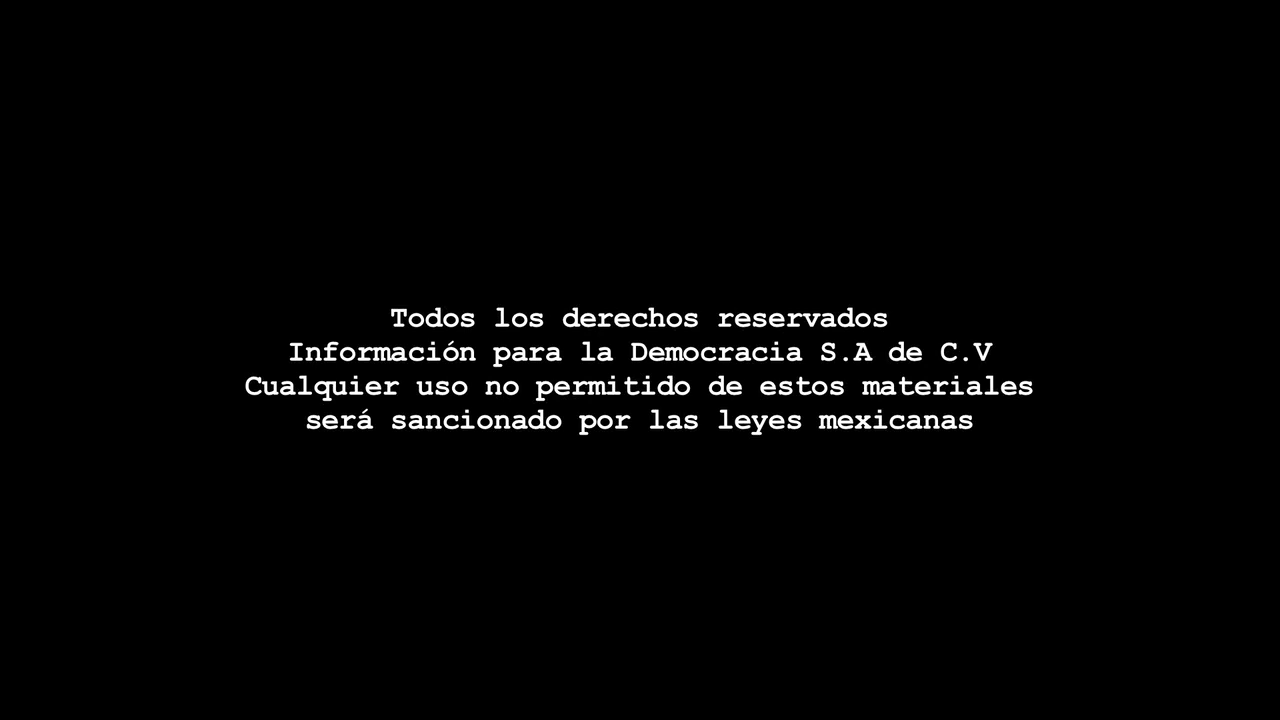 Todos los derechos reservados
Información para la Democracia S.A de C.V
Cualquier uso no permitido de estos materiales
será sancionado por las leyes mexicanas